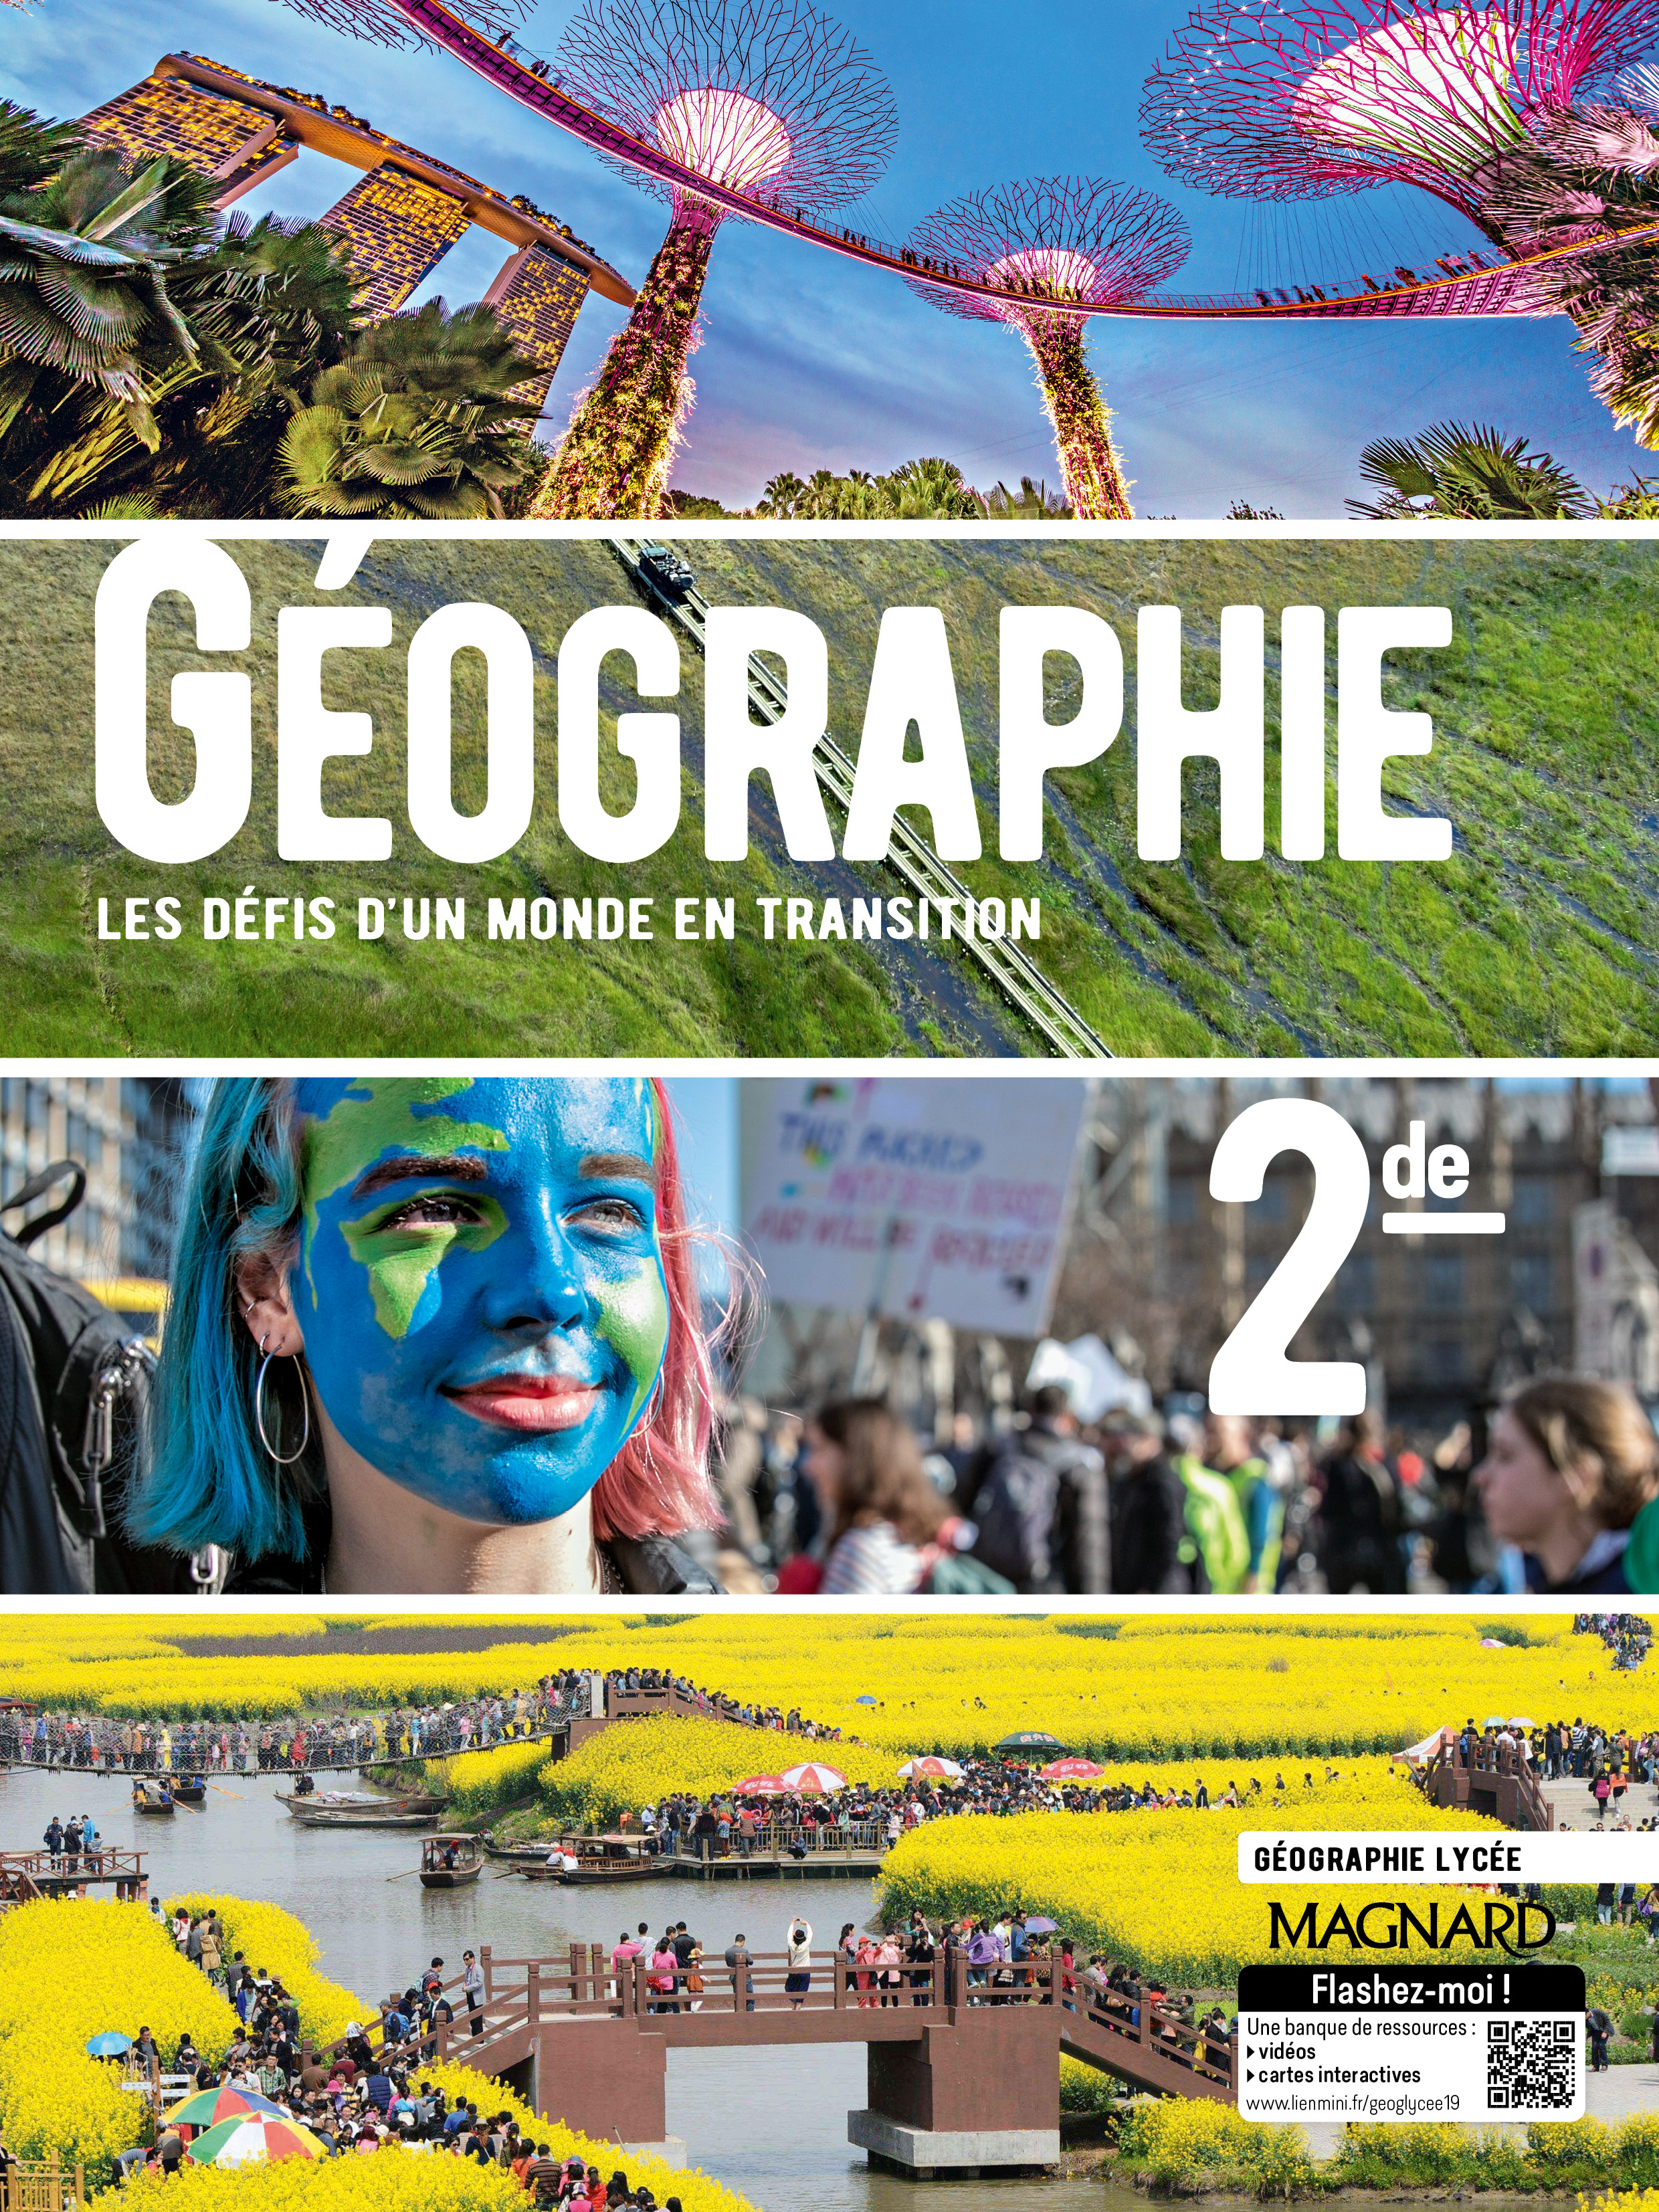 GÉOGRAPHIE
LES DÉFIS D'UN MONDE EN TRANSITION
2de
GÉOGRAPHIE LYCÉE
MAGNARD
Flashez-moi !
Une banque de ressources :
vidéos
cartes interactives
www.lienmini.fr/geoglycee19